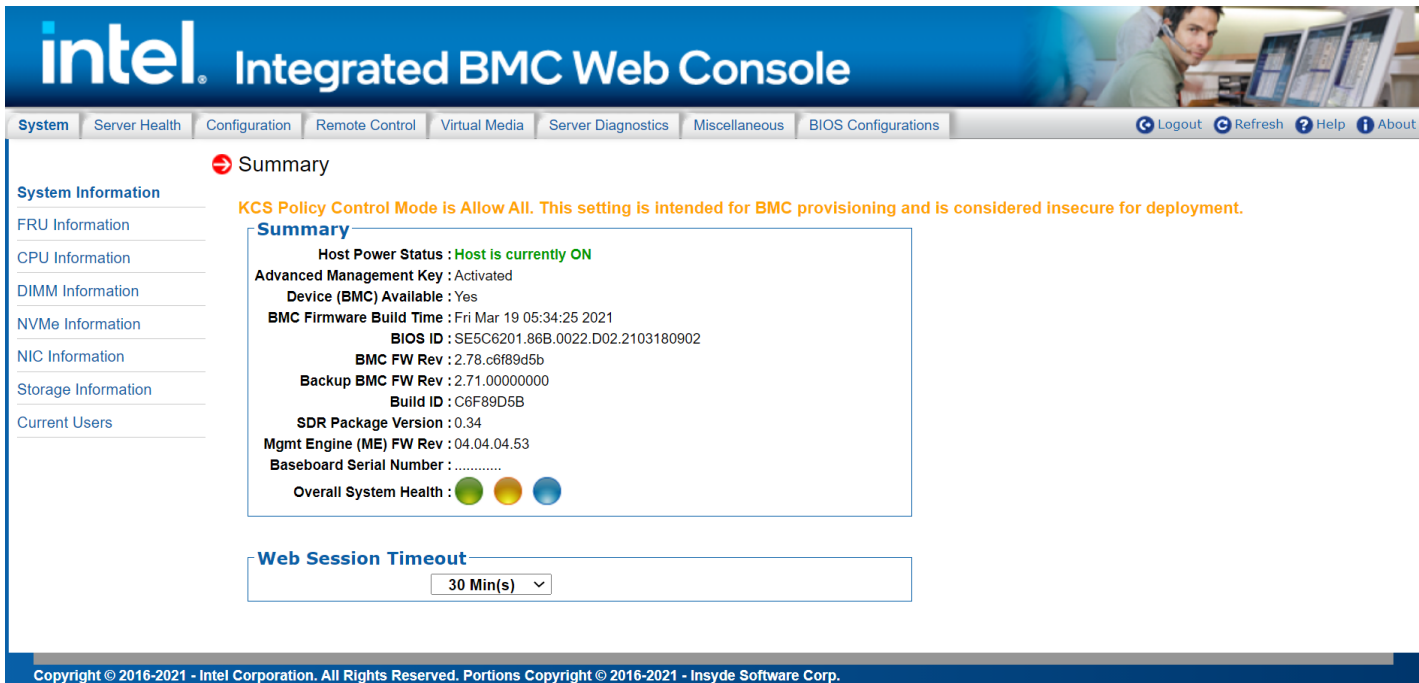 intel. Integrated BMC Web Console
System Server Health Configuration Remote Control Virtual Media Server Diagnostics Miscellaneous BIOS Configurations Logout Refresh Help About
Summary
System Information
FRU Information
CPU Information
DIMM Information
NVMe Information
NIC Information
Storage Information
Current Users
KCS Policy Control Mode is Allow All. This setting is intended for BMC provisioning and is considered insecure for deployment.
Summary
Host Power Status : Host is currently ON
Advanced Management Key : Activated
Device (BMC) Available : Yes
BMC Firmware Build Time : Fri Mar 19 05:34:25 2021
BIOS ID : SE5C6201.86B.0022.D02.2103180902
BMC FW Rev : 2.78.c6f89d5b
Backup BMC FW Rev : 2.71.00000000
Build ID : C6F89D5B
SDR Package Version : 0.34
Mgmt Engine (ME) FW Rev : 04.04.04.53
Baseboard Serial Number : ............
Overall System Health :
Web Session Timeout
30 Min(s)
Copyright © 2016-2021 - Intel Corporation. All Rights Reserved. Portions Copyright © 2016-2021 - Insyde Software Corp.